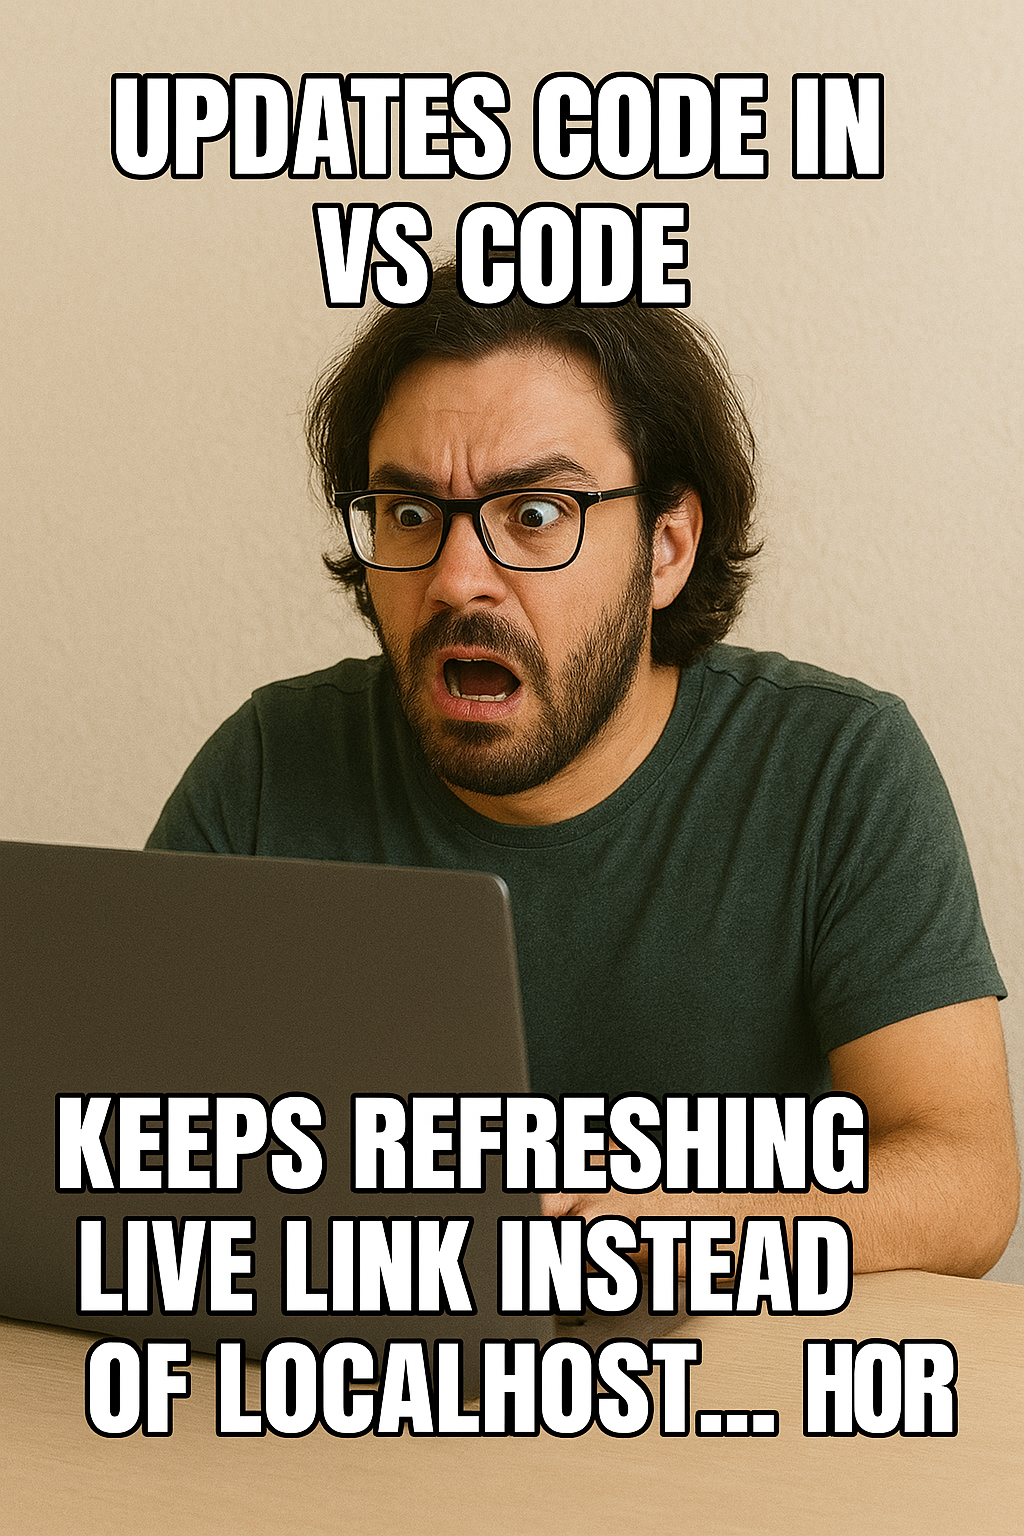 UPDATES CODE IN
VS CODE
KEEPS REFRESHING
LIVE LINK INSTEAD
OF LOCALHOST... HOR